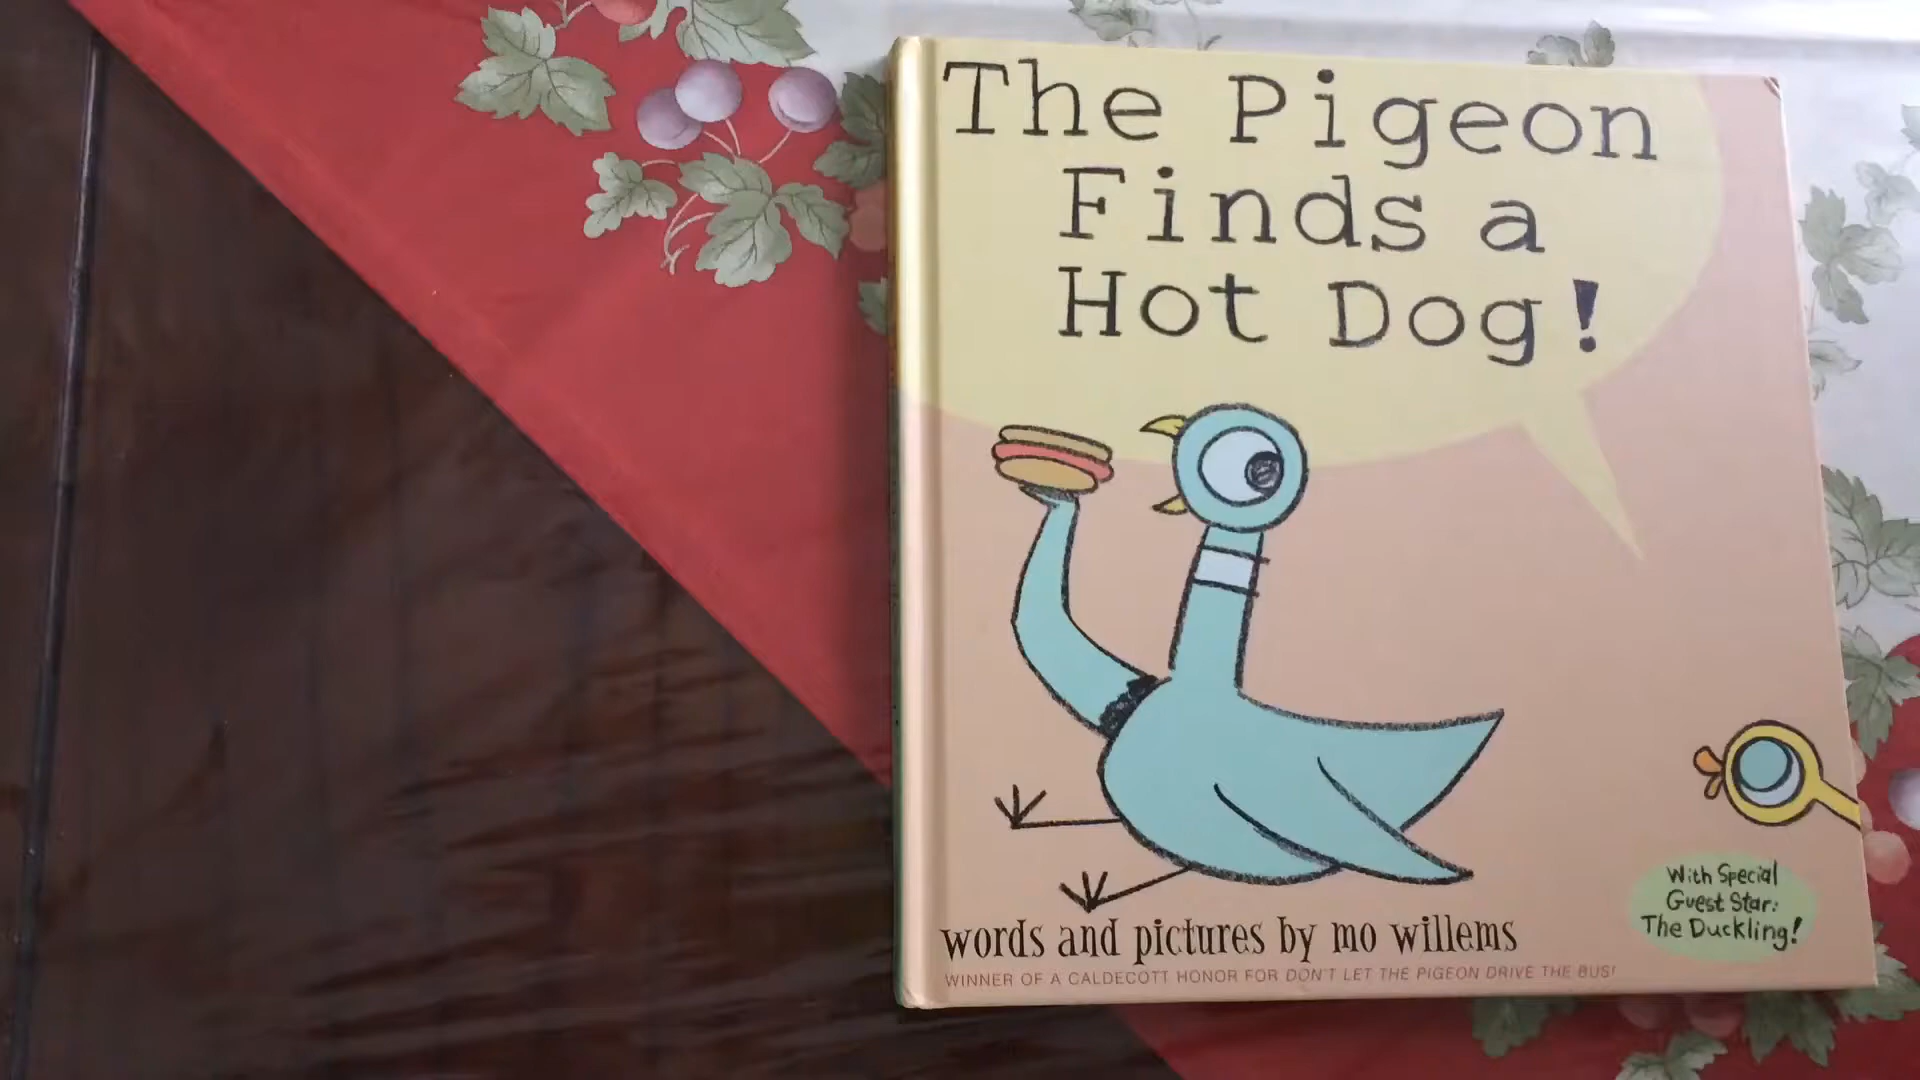 The Pigeon
Finds a
Hot Dog!
With Special
Guest Star:
The Duckling!
words and pictures by mo willems
WINNER OF A CALDECOTT HONOR FOR DON'T LET THE PIGEON DRIVE THE BUS!